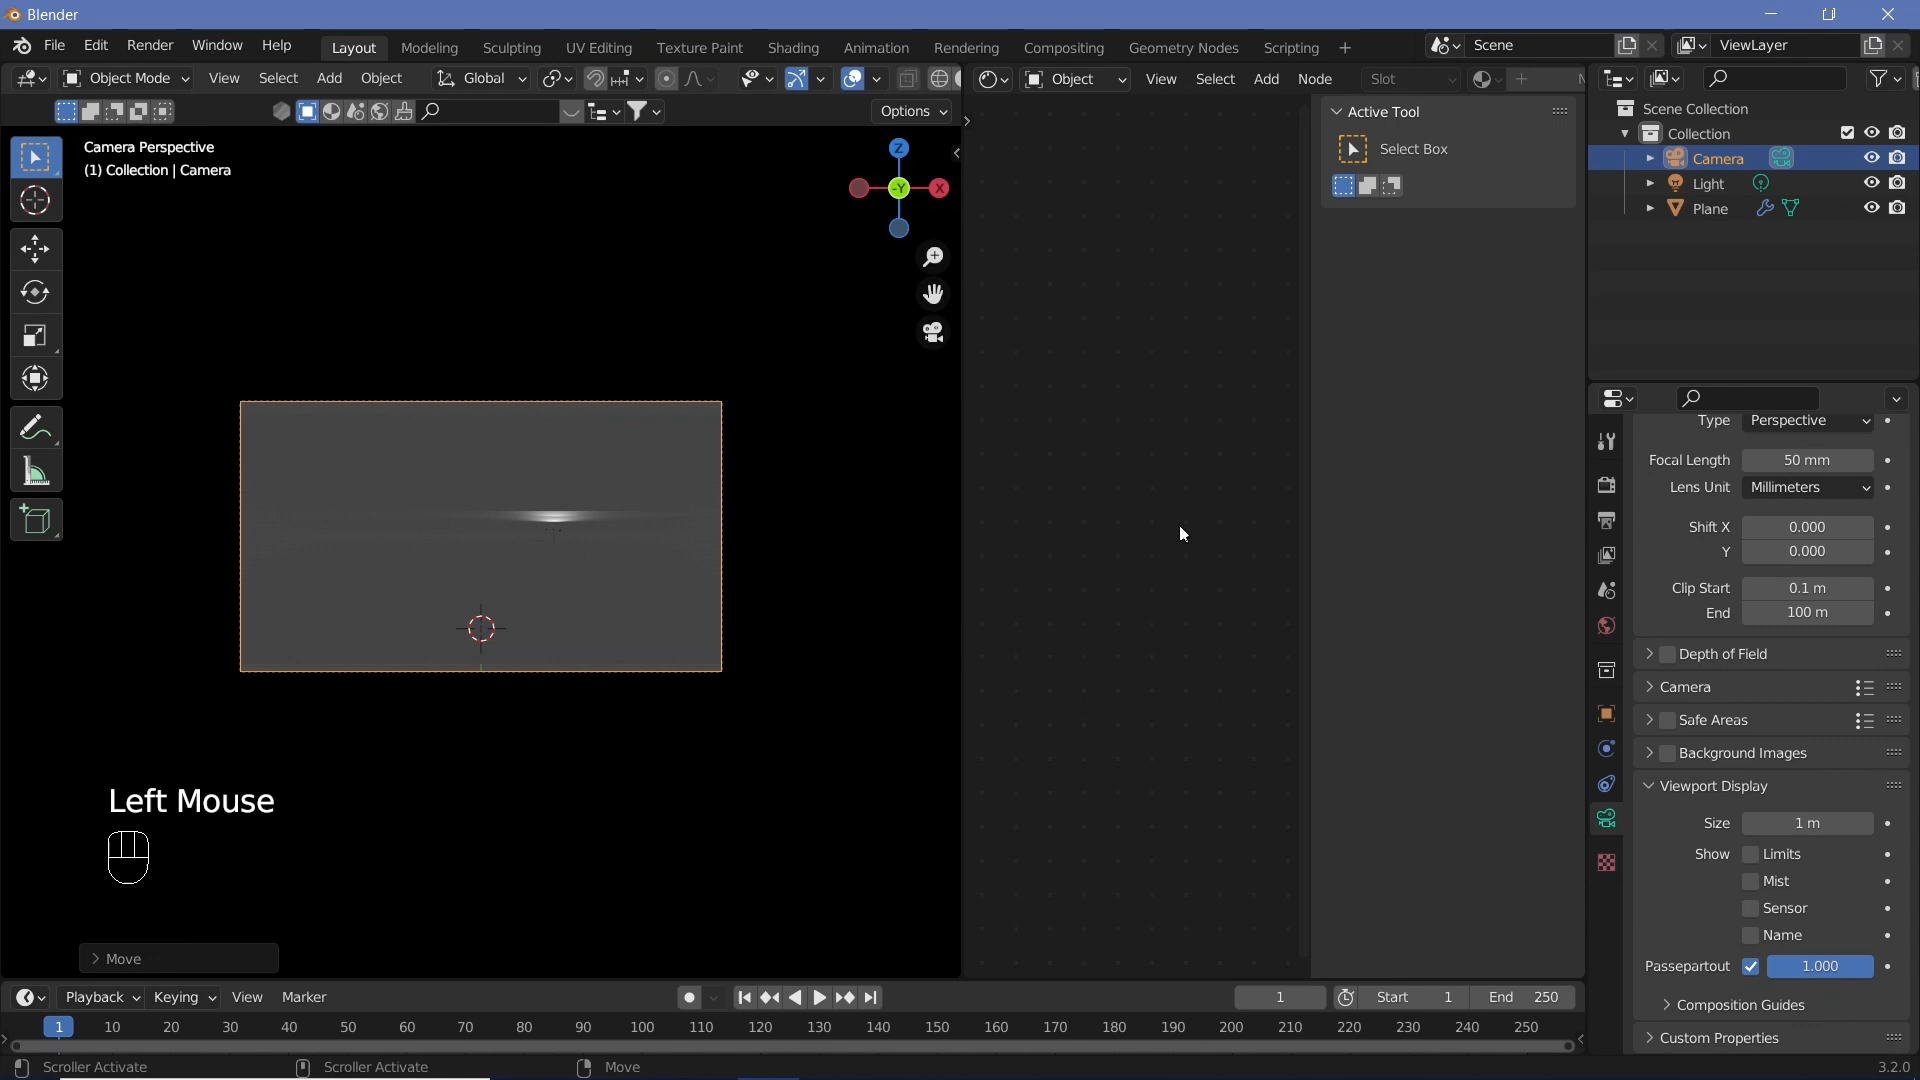 Blender
File Edit Render Window Help Layout Modeling Sculpting UV Editing Texture Paint Shading Animation Rendering Compositing Geometry Nodes Scripting + Scene ViewLayer
Object Mode View Select Add Object Global Object View Select Add Node Slot
Options
Active Tool
Select Box
Scene Collection
Collection
Camera
Light
Plane
Camera Perspective
(1) Collection | Camera
Z
X
-Y
Type Perspective
Focal Length 50 mm
Lens Unit Millimeters
Shift X 0.000
Y 0.000
Clip Start 0.1 m
End 100 m
Depth of Field
Camera
Safe Areas
Background Images
Viewport Display
Size 1 m
Show Limits
Mist
Sensor
Name
Passepartout 1.000
Composition Guides
Custom Properties
Left Mouse
Move
Playback Keying View Marker 1 Start 1 End 250
1 10 20 30 40 50 60 70 80 90 100 110 120 130 140 150 160 170 180 190 200 210 220 230 240 250
Scroller Activate Scroller Activate Move 3.2.0